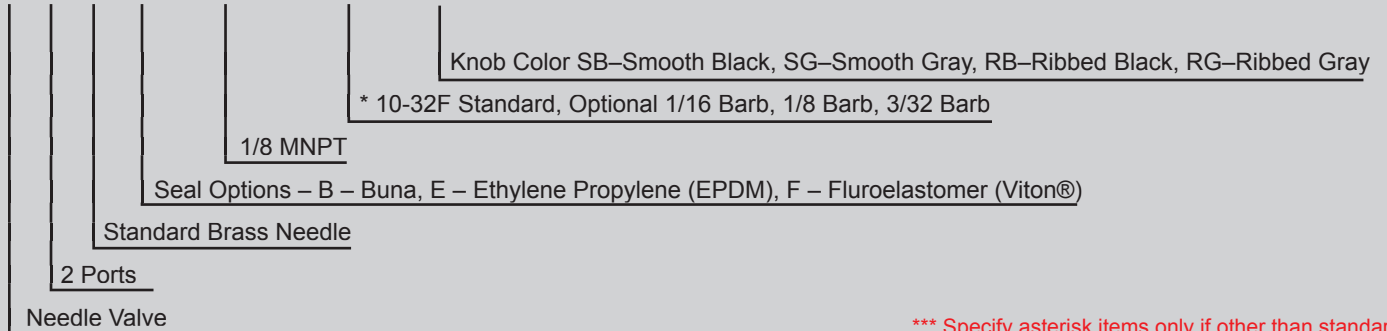 Knob Color SB–Smooth Black, SG–Smooth Gray, RB–Ribbed Black, RG–Ribbed Gray
* 10-32F Standard, Optional 1/16 Barb, 1/8 Barb, 3/32 Barb
1/8 MNPT
Seal Options – B – Buna, E – Ethylene Propylene (EPDM), F – Fluroelastomer (Viton®)
Standard Brass Needle
2 Ports
Needle Valve
*** Specify asterisk items only if other than standar